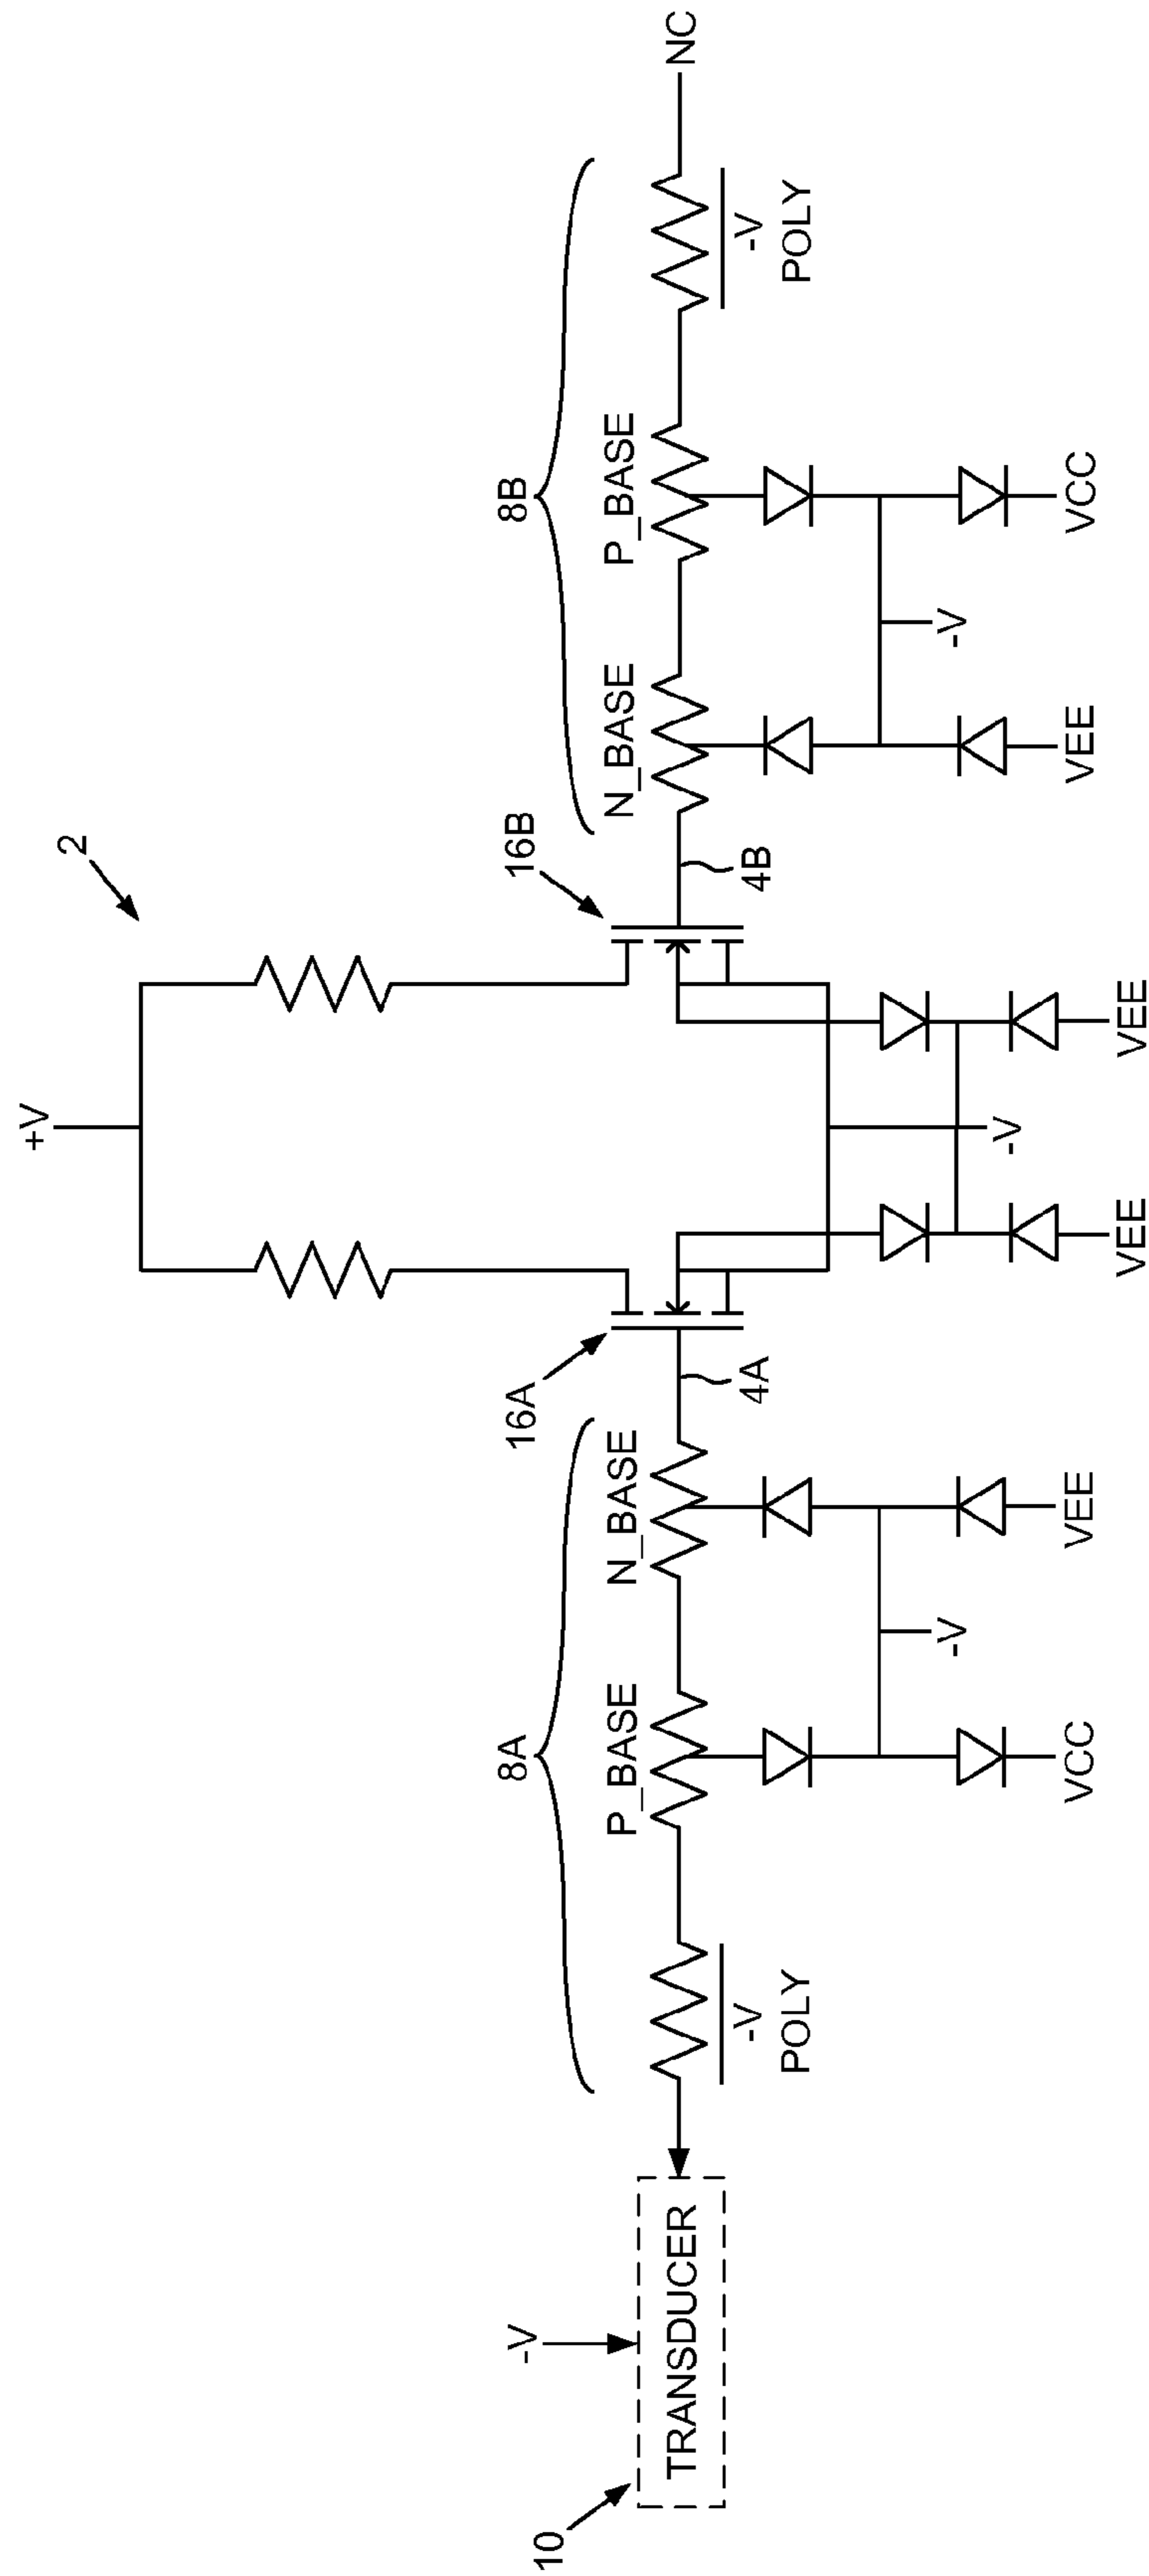 +V
2
16A
16B
8A
8B
P_BASE
N_BASE
N_BASE
P_BASE
10
-V
TRANSDUCER
-V
POLY
4A
4B
-V
POLY
NC
-V
-V
-V
VCC
VEE
VEE
VEE
VEE
VCC